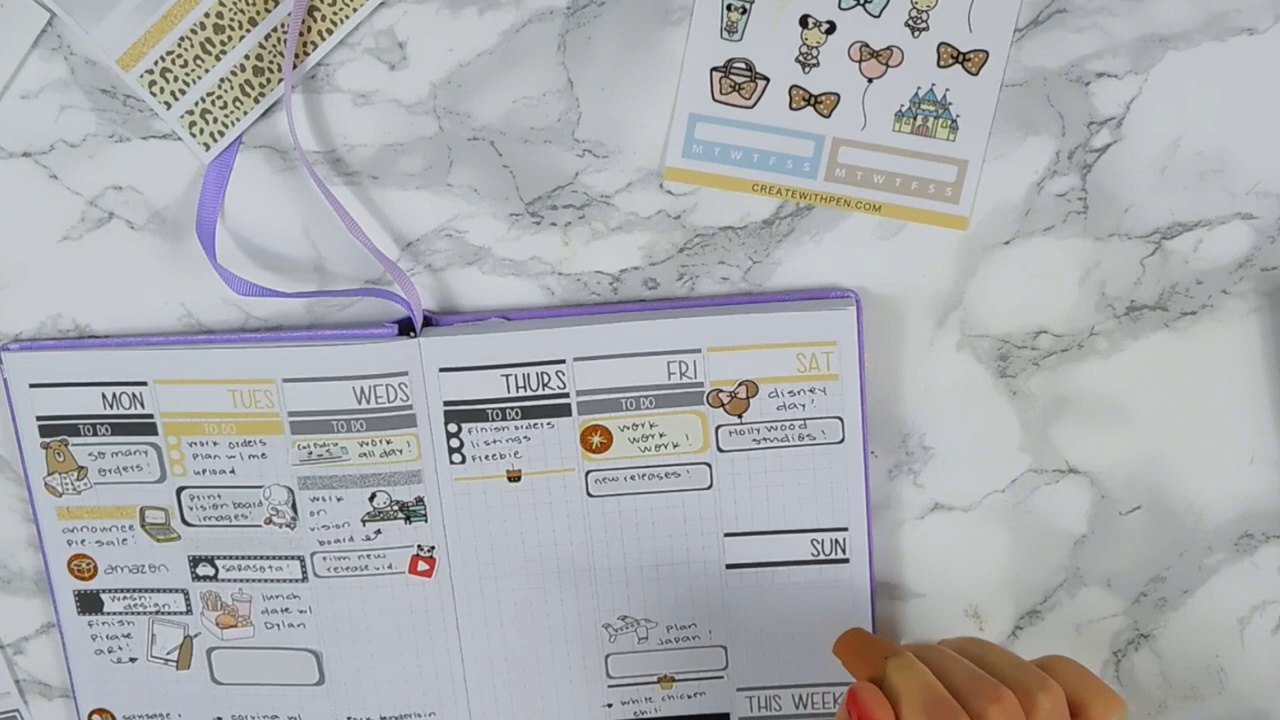 M T W T F S S
M T W T F S S
CREATEWITHPEN.COM
MON
TO DO
so many
orders!
announce
pre-sale!
amazon
washi
design!
Finish
pirate
art!
TUES
TO DO
work orders
plan w/ me
upload
Print
vision board
images!
sarasota!
lunch
date w/
Dylan
WEDS
TO DO
work
all day!
work
on
vision
board
Film new
release vid.
THURS
TO DO
Finish orders
listings
Freebie
FRI
TO DO
work
work
work!
new releases!
Plan
Japan!
white chicken
chili
SAT
disney
day!
Hollywood
studios!
SUN
THIS WEEK
sausage
pork tenderloin